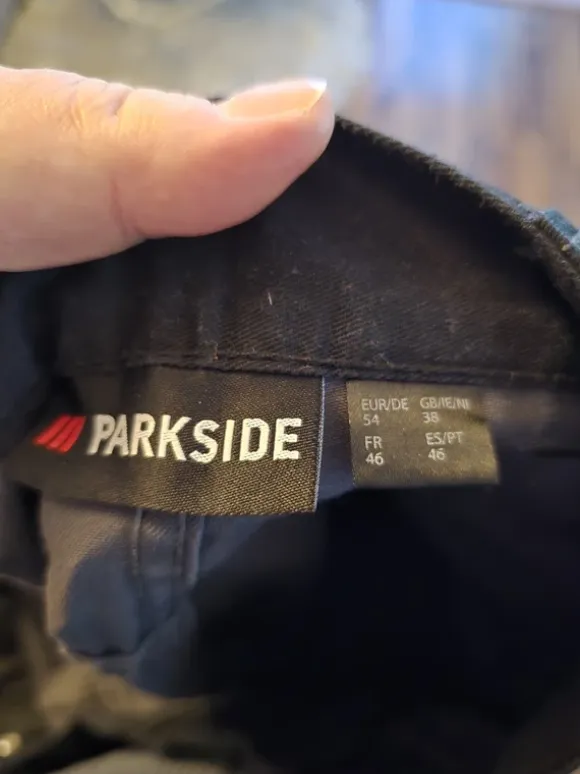 PARKSIDE
EUR/DE GB/IE/NI
54 38
FR ES/PT
46 46